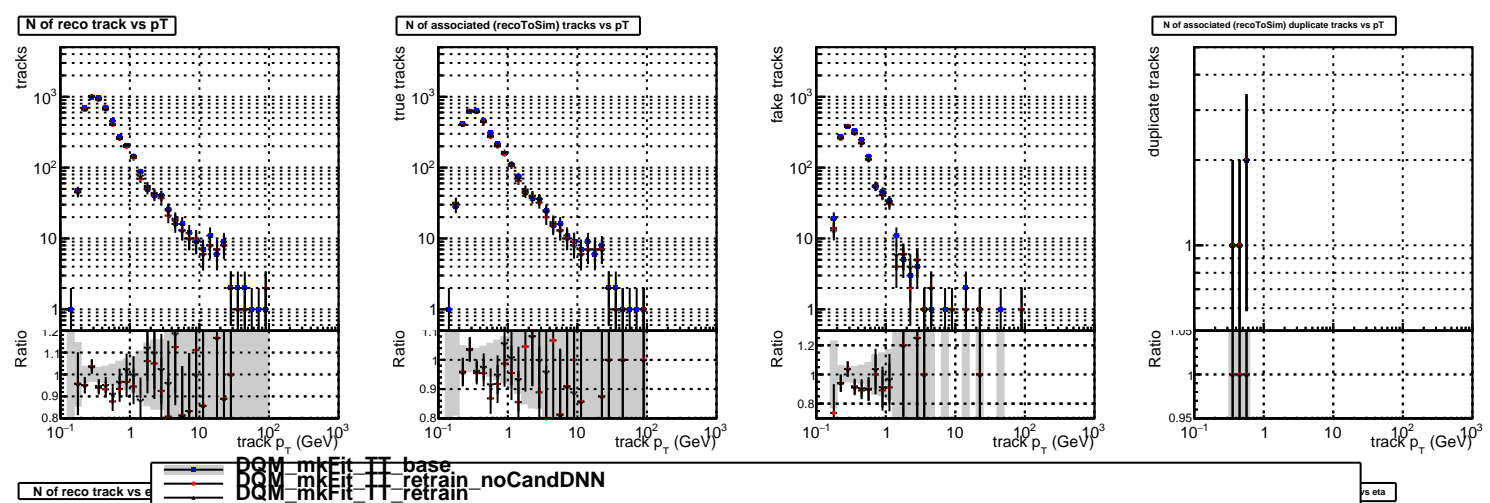 N of reco track vs pT
N of associated (recoToSim) tracks vs pT
N of associated (recoToSim) duplicate tracks vs pT
tracks
10³
10²
10
1
Ratio
1.2
1.1
1
0.9
0.8
10⁻¹ 1 10 10² 10³
track p_T (GeV)
true tracks
10³
10²
10
1
Ratio
1.1
1
0.9
0.8
10⁻¹ 1 10 10² 10³
track p_T (GeV)
fake tracks
10³
10²
10
1
Ratio
1.2
1
0.8
10⁻¹ 1 10 10² 10³
track p_T (GeV)
duplicate tracks
1
Ratio
1.05
1
0.95
10⁻¹ 1 10 10² 10³
track p_T (GeV)
DQM_mkFit_TT_base
DQM_mkFit_TT_retrain_noCandDNN
DQM_mkFit_TT_retrain
N of reco track vs e
vs eta